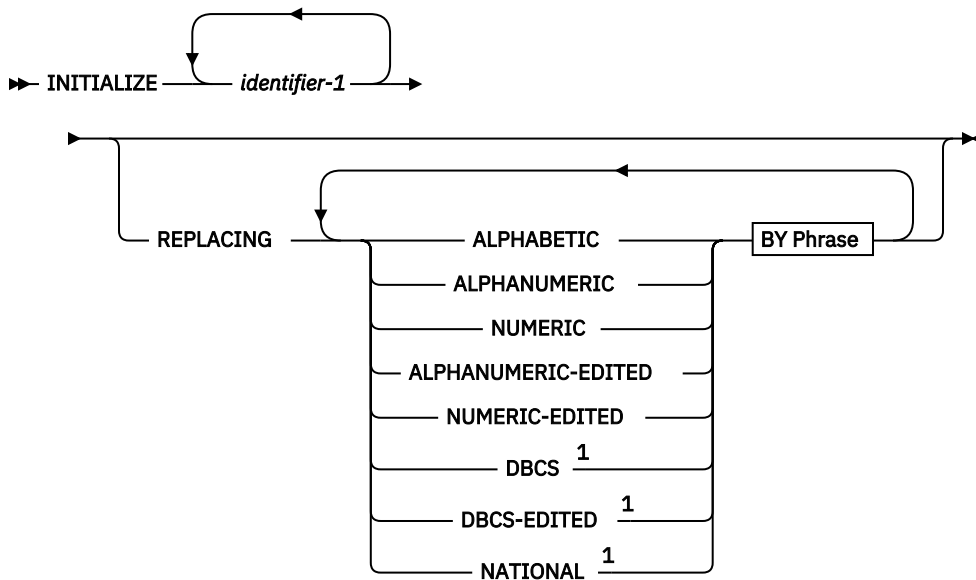 INITIALIZE identifier-1
REPLACING ALPHABETIC BY Phrase
ALPHANUMERIC
NUMERIC
ALPHANUMERIC-EDITED
NUMERIC-EDITED
DBCS 1
DBCS-EDITED 1
NATIONAL 1